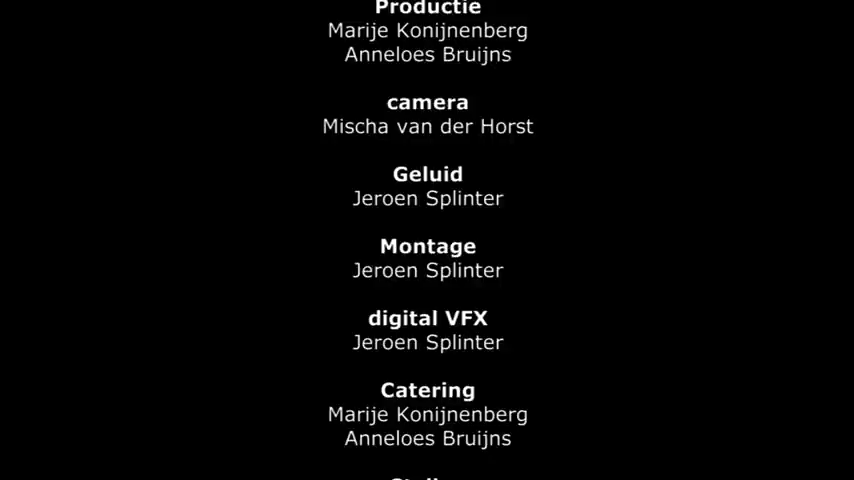 Productie
Marije Konijnenberg
Anneloes Bruijns
camera
Mischa van der Horst
Geluid
Jeroen Splinter
Montage
Jeroen Splinter
digital VFX
Jeroen Splinter
Catering
Marije Konijnenberg
Anneloes Bruijns